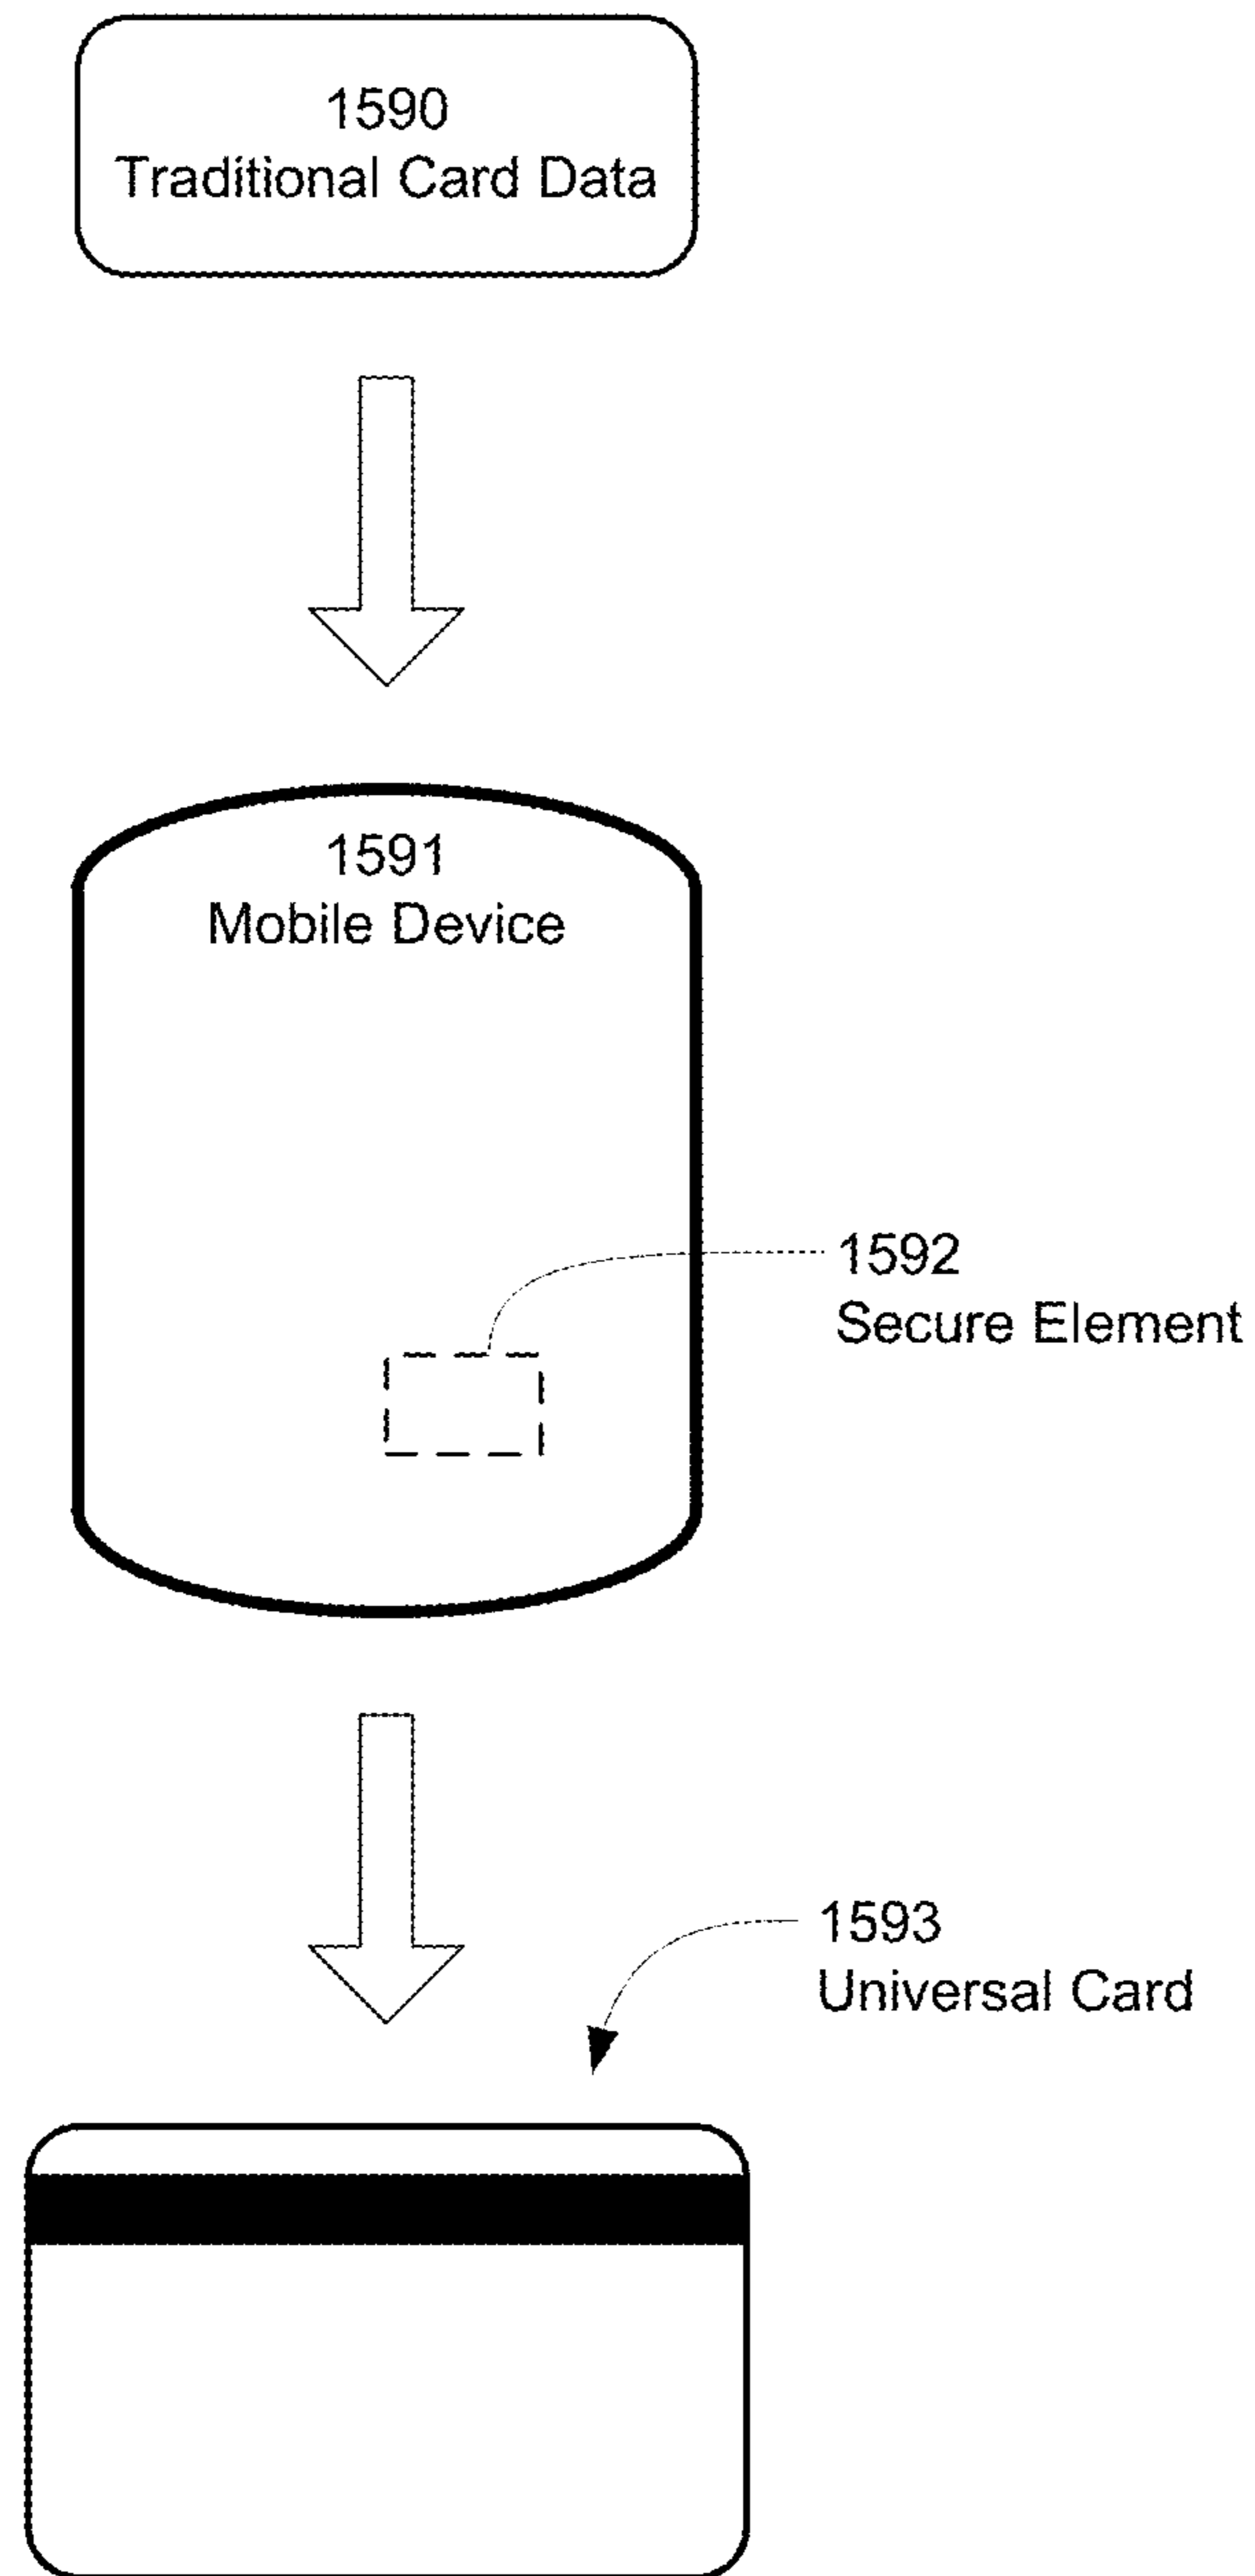 1590
Traditional Card Data
1591
Mobile Device
1592
Secure Element
1593
Universal Card